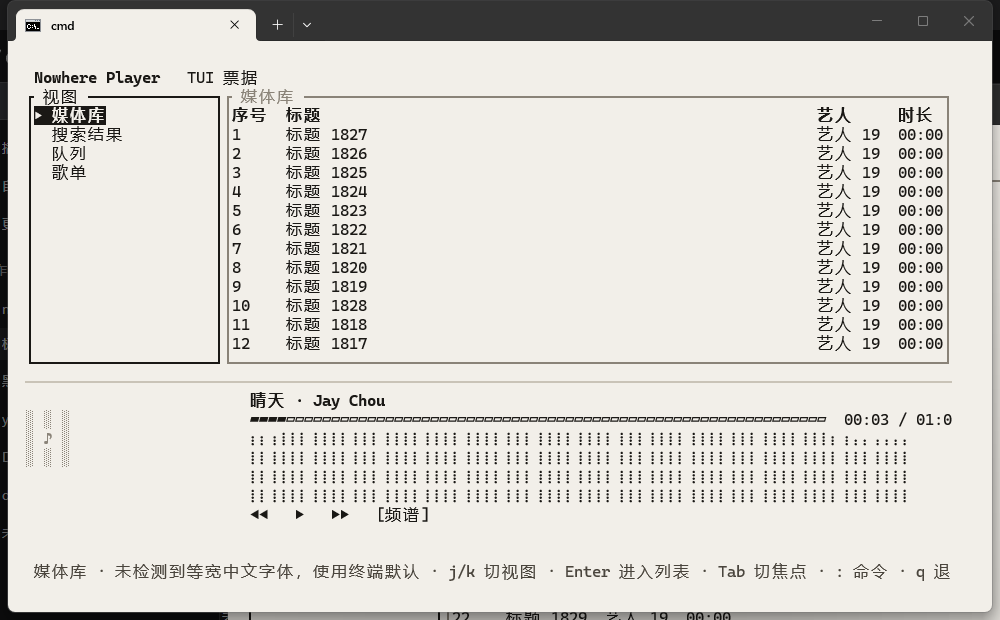 cmd
Nowhere Player TUI 票据
视图
▸ 媒体库
搜索结果
队列
歌单
媒体库
序号 标题 艺人 时长
1 标题 1827 艺人 19 00:00
2 标题 1826 艺人 19 00:00
3 标题 1825 艺人 19 00:00
4 标题 1824 艺人 19 00:00
5 标题 1823 艺人 19 00:00
6 标题 1822 艺人 19 00:00
7 标题 1821 艺人 19 00:00
8 标题 1820 艺人 19 00:00
9 标题 1819 艺人 19 00:00
10 标题 1828 艺人 19 00:00
11 标题 1818 艺人 19 00:00
12 标题 1817 艺人 19 00:00
晴天 · Jay Chou
00:03 / 01:0
♪
[频谱]
媒体库 · 未检测到等宽中文字体, 使用终端默认 · j/k 切视图 · Enter 进入列表 · Tab 切焦点 · : 命令 · q 退
22 标题 1829 艺人 19 00:00